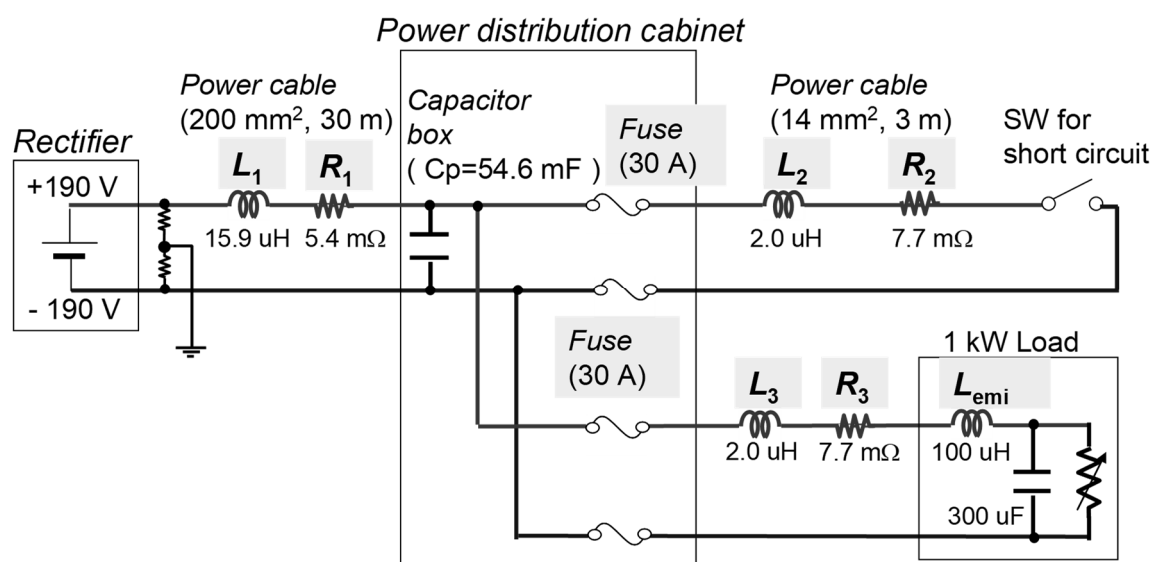 Power distribution cabinet
Power cable
(200 mm², 30 m)
Capacitor
box
( Cp=54.6 mF )
Fuse
(30 A)
Power cable
(14 mm², 3 m)
SW for
short circuit
Rectifier
+190 V
- 190 V
L₁
R₁
15.9 uH
5.4 mΩ
L₂
R₂
2.0 uH
7.7 mΩ
Fuse
(30 A)
1 kW Load
L₃
R₃
Lemi
2.0 uH
7.7 mΩ
100 uH
300 uF